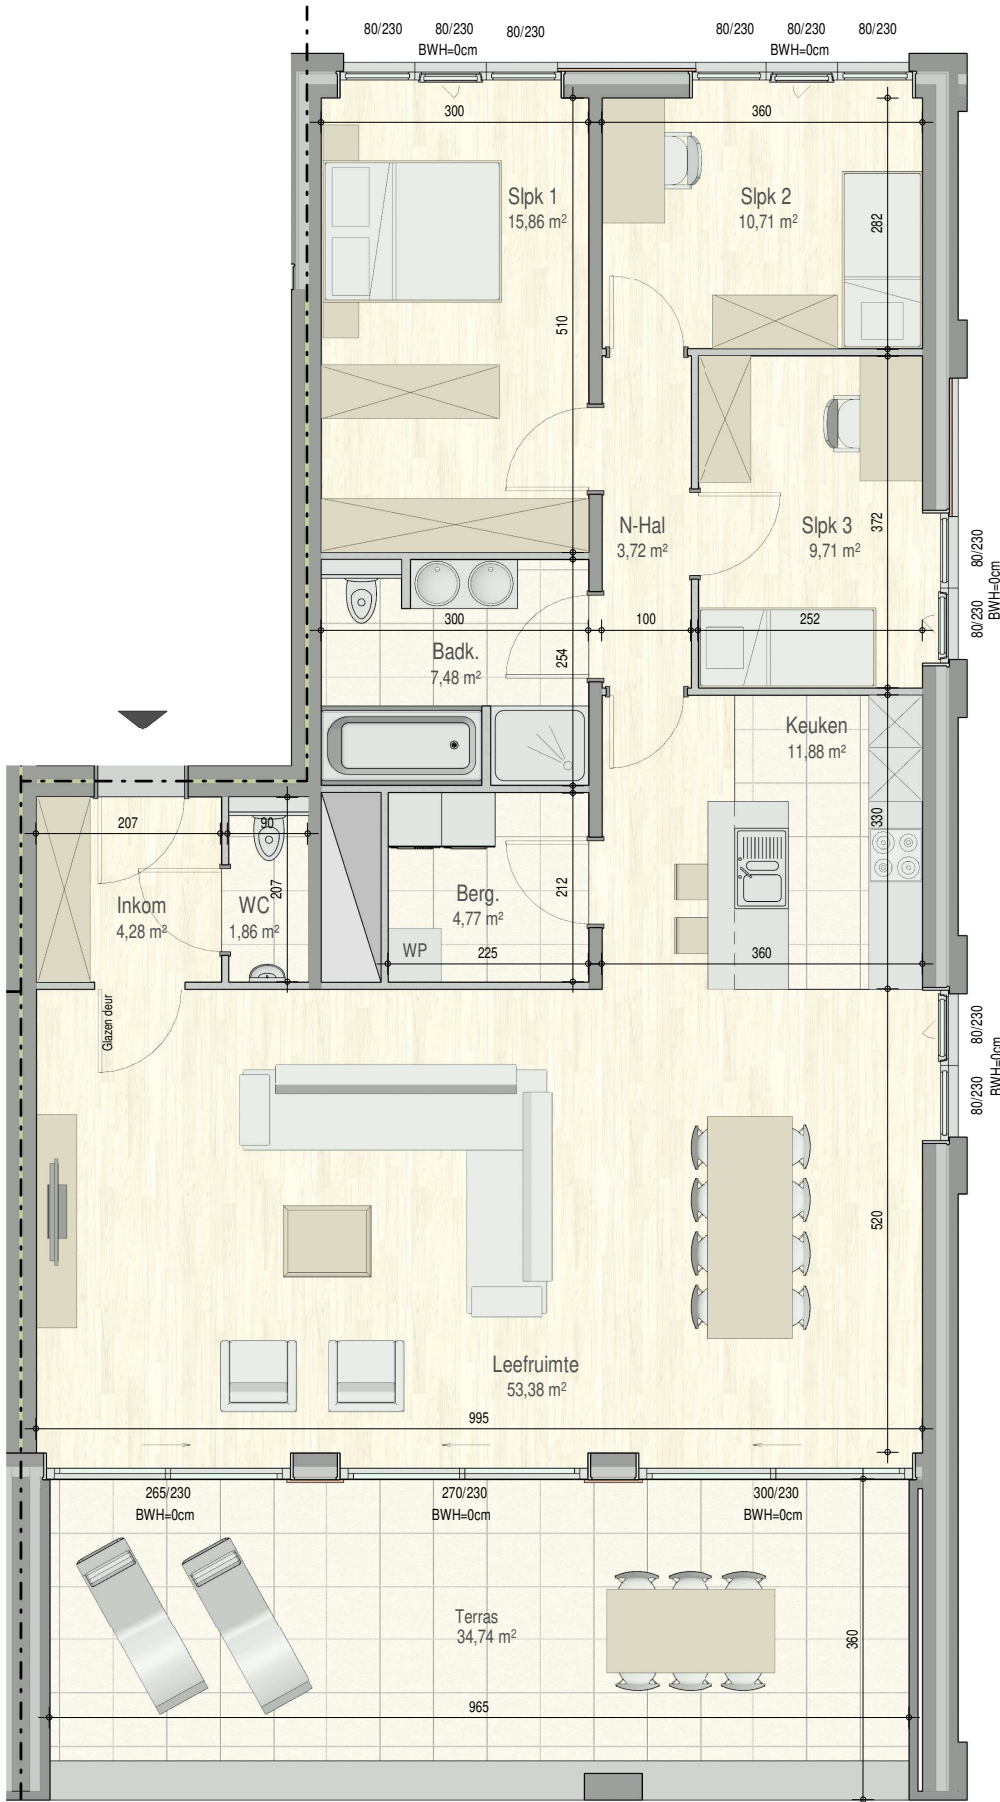 80/230
80/230
80/230
BWH=0cm
80/230
80/230
80/230
BWH=0cm
300
360
Slpk 1
15,86 m²
Slpk 2
10,71 m²
282
510
N-Hal
3,72 m²
Slpk 3
9,71 m²
372
80/230
80/230
BWH=0cm
300
100
252
Badk.
7,48 m²
254
Keuken
11,88 m²
330
207
90
207
Inkom
4,28 m²
WC
1,86 m²
Berg.
4,77 m²
212
WP
225
360
Glazen deur
80/230
80/230
BWH=0cm
520
Leefruimte
53,38 m²
995
265/230
BWH=0cm
270/230
BWH=0cm
300/230
BWH=0cm
Terras
34,74 m²
360
965